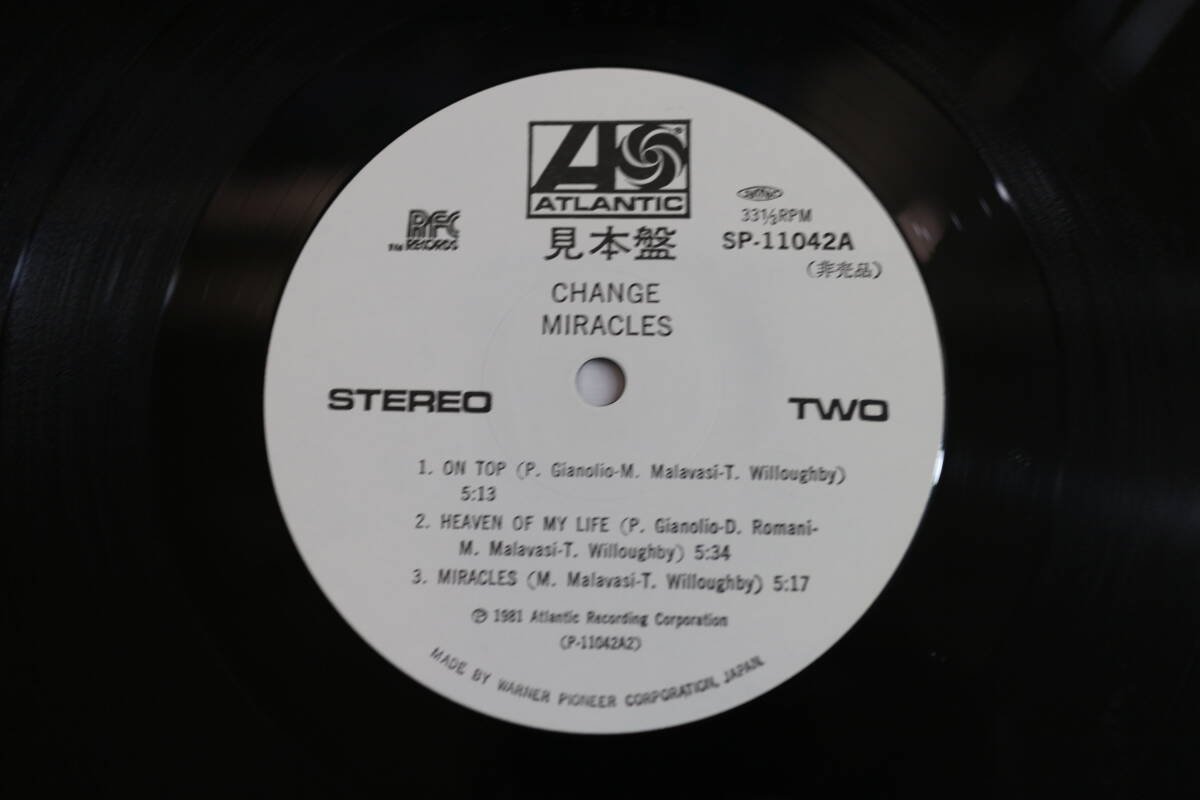 ATLANTIC
RFC
RECORDS
見本盤
33⅓RPM
SP-11042A
(非売品)
CHANGE
MIRACLES
STEREO
TWO
1. ON TOP (P. Gianolio-M. Malavasi-T. Willoughby)
5:13
2. HEAVEN OF MY LIFE (P. Gianolio-D. Romani-
M. Malavasi-T. Willoughby) 5:34
3. MIRACLES (M. Malavasi-T. Willoughby) 5:17
℗ 1981 Atlantic Recording Corporation
(P-11042A2)
MADE BY WARNER PIONEER CORPORATION, JAPAN.